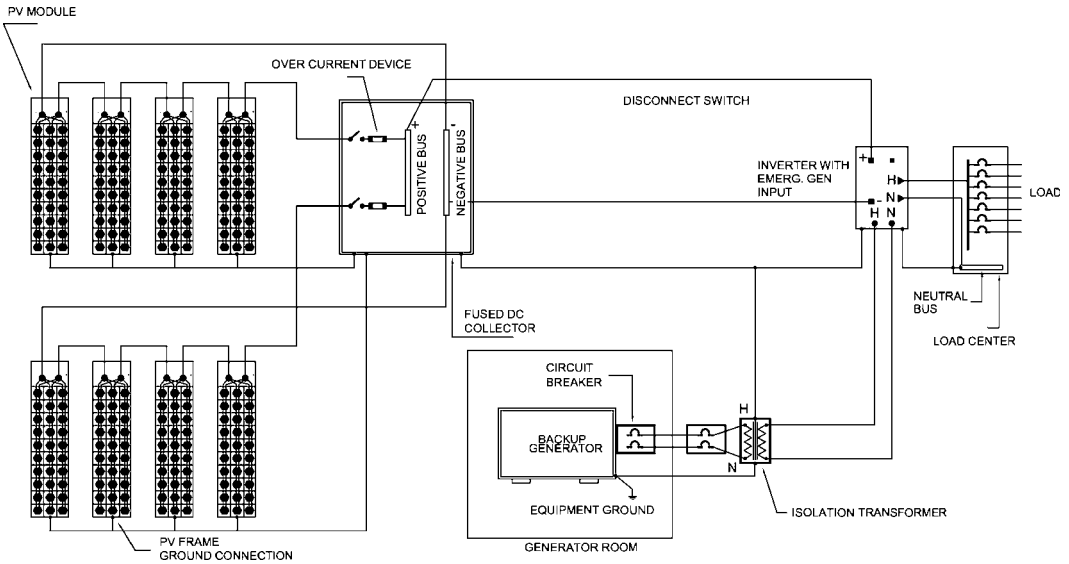 PV MODULE
OVER CURRENT DEVICE
DISCONNECT SWITCH
+
-
POSITIVE BUS
NEGATIVE BUS
INVERTER WITH
EMERG. GEN
INPUT
+
H
N
-
H N
LOAD
NEUTRAL
BUS
LOAD CENTER
FUSED DC
COLLECTOR
CIRCUIT
BREAKER
H
BACKUP
GENERATOR
N
EQUIPMENT GROUND
ISOLATION TRANSFORMER
GENERATOR ROOM
PV FRAME
GROUND CONNECTION